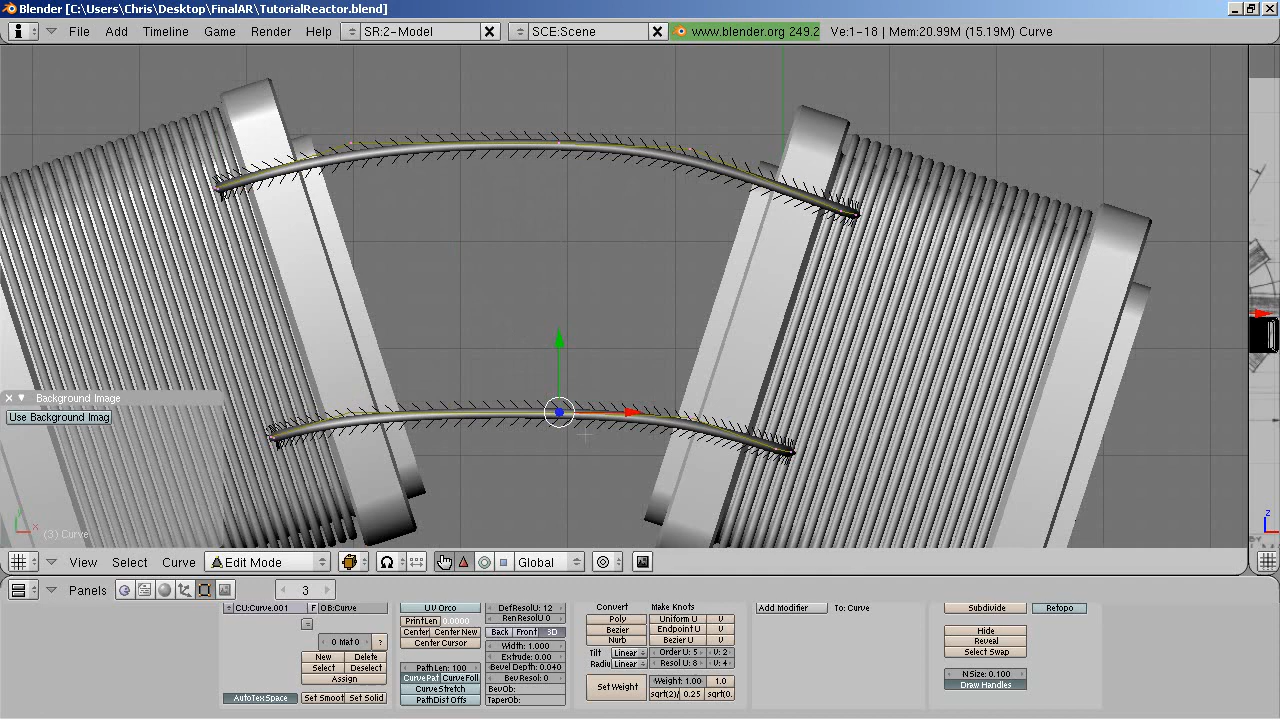 Blender [C:\Users\Chris\Desktop\FinalAR\TutorialReactor.blend]
File Add Timeline Game Render Help SR:2-Model SCE:Scene www.blender.org 249.2 Ve:1-18 | Mem:20.99M (15.19M) Curve
Background Image
Use Background Imag
(3) Curve
View Select Curve Edit Mode Global
Panels 3
CU:Curve.001 F OB:Curve
0 Mat 0 ?
New Delete
Select Deselect
Assign
AutoTexSpace Set Smoot Set Solid
UV Orco
PrintLen 0.0000
Center Center New
Center Cursor
PathLen: 100
CurvePat CurveFoll
CurveStretch
PathDist Offs
DefResolU: 12
RenResolU 0
Back Front 3D
Width: 1.000
Extrude: 0.00
Bevel Depth: 0.040
BevResol: 0
BevOb:
TaperOb:
Convert Make Knots
Poly Uniform U V
Bezier Endpoint U V
Nurb Bezier U V
Tilt Linear Order U: 5 V: 2
Radiu Linear Resol U: 8 V: 4
Set Weight Weight: 1.00 1.0
sqrt(2)/ 0.25 sqrt(0.
Add Modifier To: Curve
Subdivide Retopo
Hide
Reveal
Select Swap
NSize: 0.100
Draw Handles